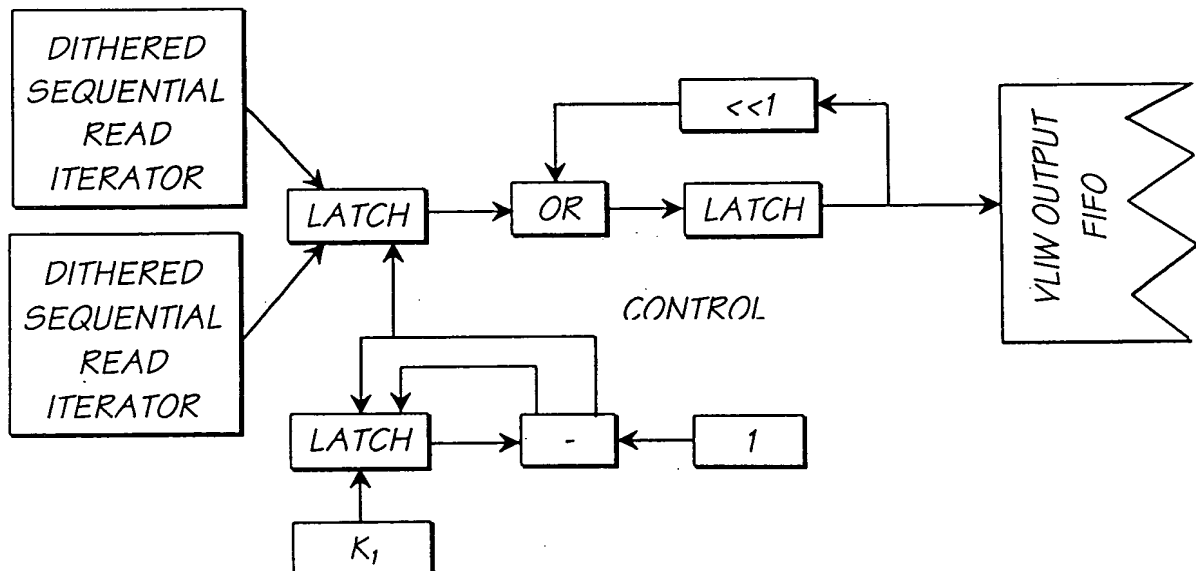 DITHERED
SEQUENTIAL
READ
ITERATOR
<<1
LATCH
OR
LATCH
VLIW OUTPUT
FIFO
DITHERED
SEQUENTIAL
READ
ITERATOR
CONTROL
LATCH
-
1
K₁